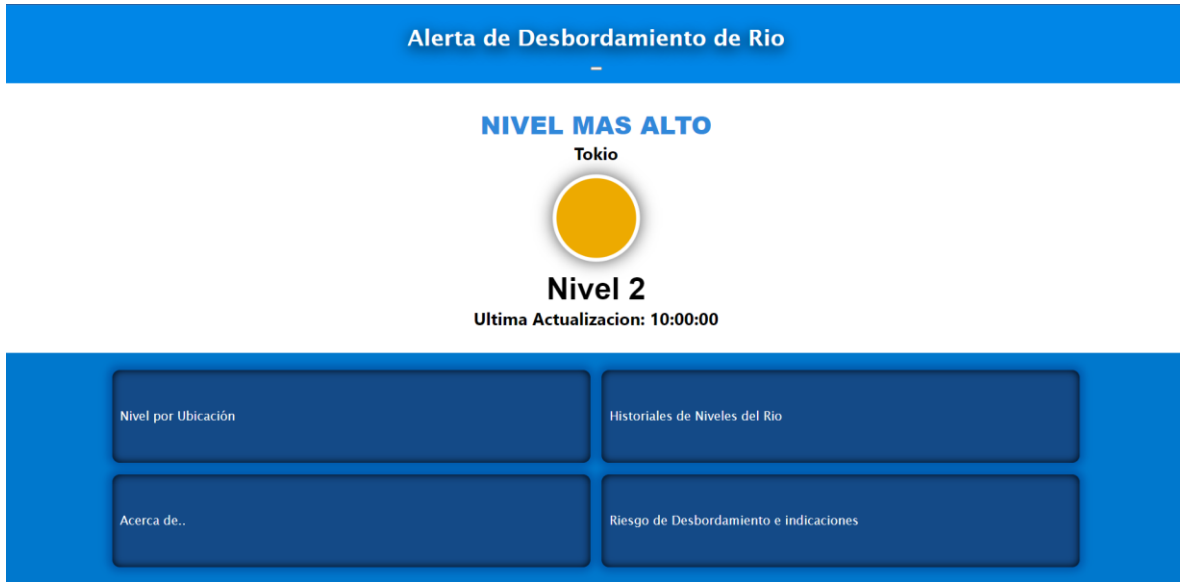 Alerta de Desbordamiento de Rio
–
NIVEL MAS ALTO
Tokio
Nivel 2
Ultima Actualizacion: 10:00:00
Nivel por Ubicación
Historiales de Niveles del Rio
Acerca de..
Riesgo de Desbordamiento e indicaciones